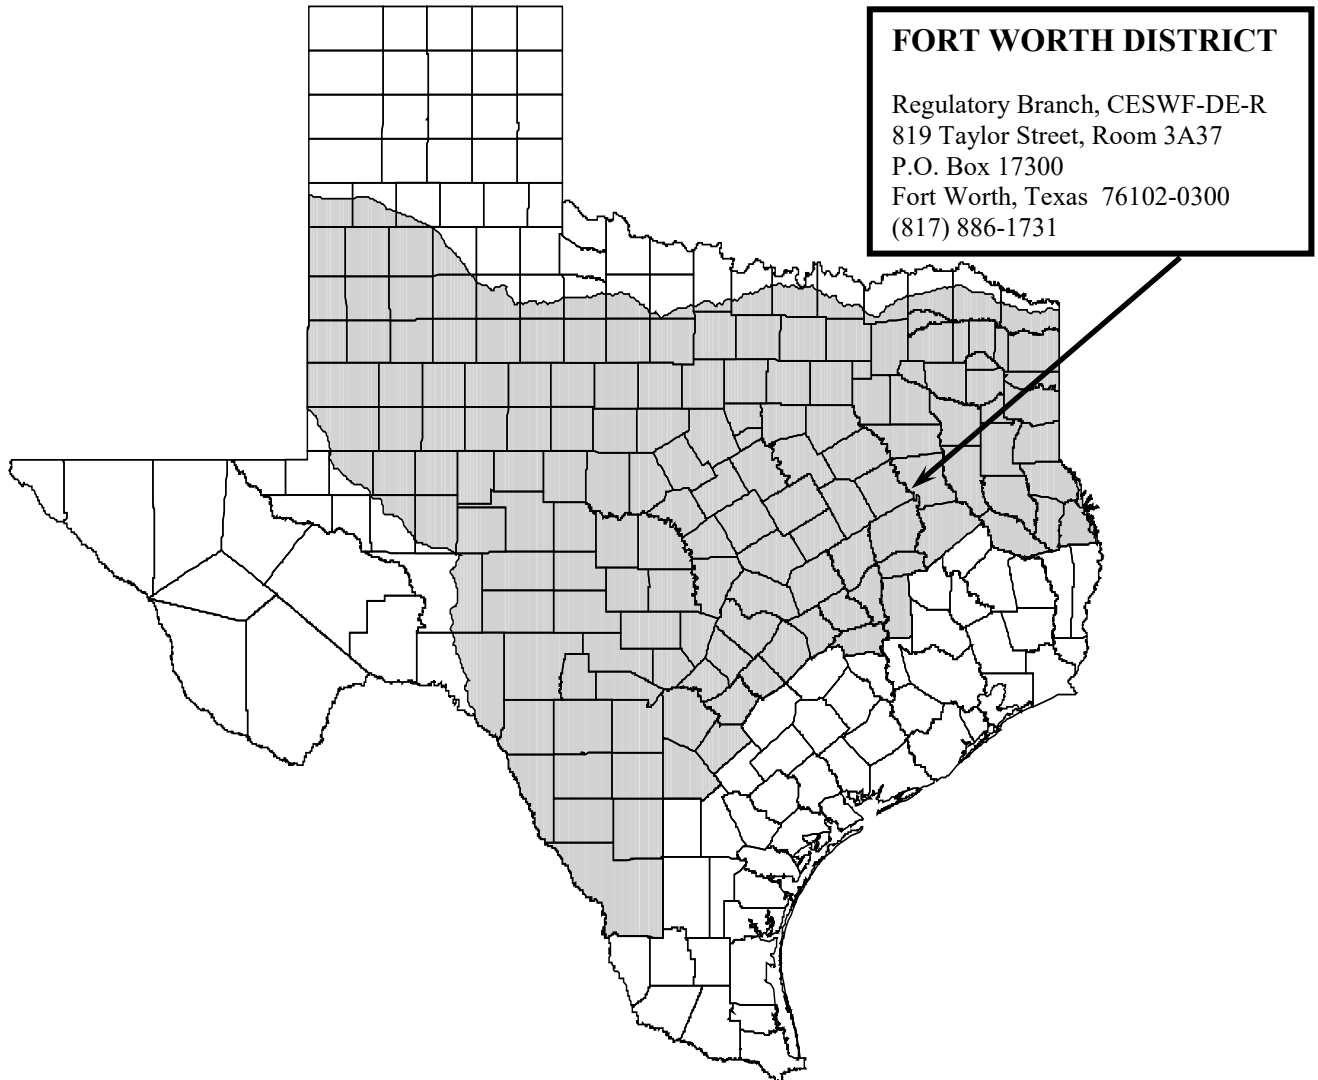 FORT WORTH DISTRICT
Regulatory Branch, CESWF-DE-R
819 Taylor Street, Room 3A37
P.O. Box 17300
Fort Worth, Texas  76102-0300
(817) 886-1731